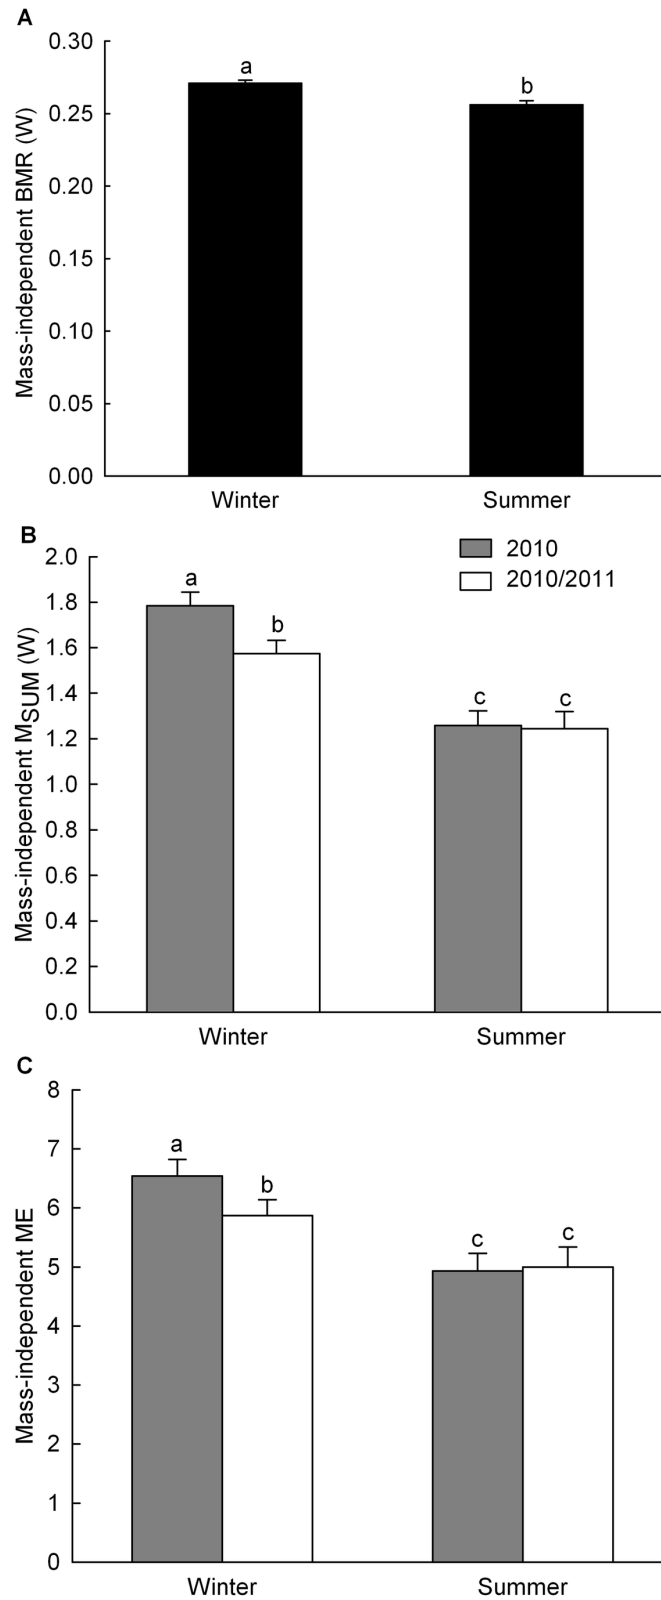 A
Mass-independent BMR (W)
0.30
0.25
0.20
0.15
0.10
0.05
0.00
a
b
Winter
Summer
B
Mass-independent MSUM (W)
2010
2010/2011
2.0
1.8
1.6
1.4
1.2
1.0
0.8
0.6
0.4
0.2
0.0
a
b
c
c
Winter
Summer
C
Mass-independent ME
8
7
6
5
4
3
2
1
0
a
b
c
c
Winter
Summer